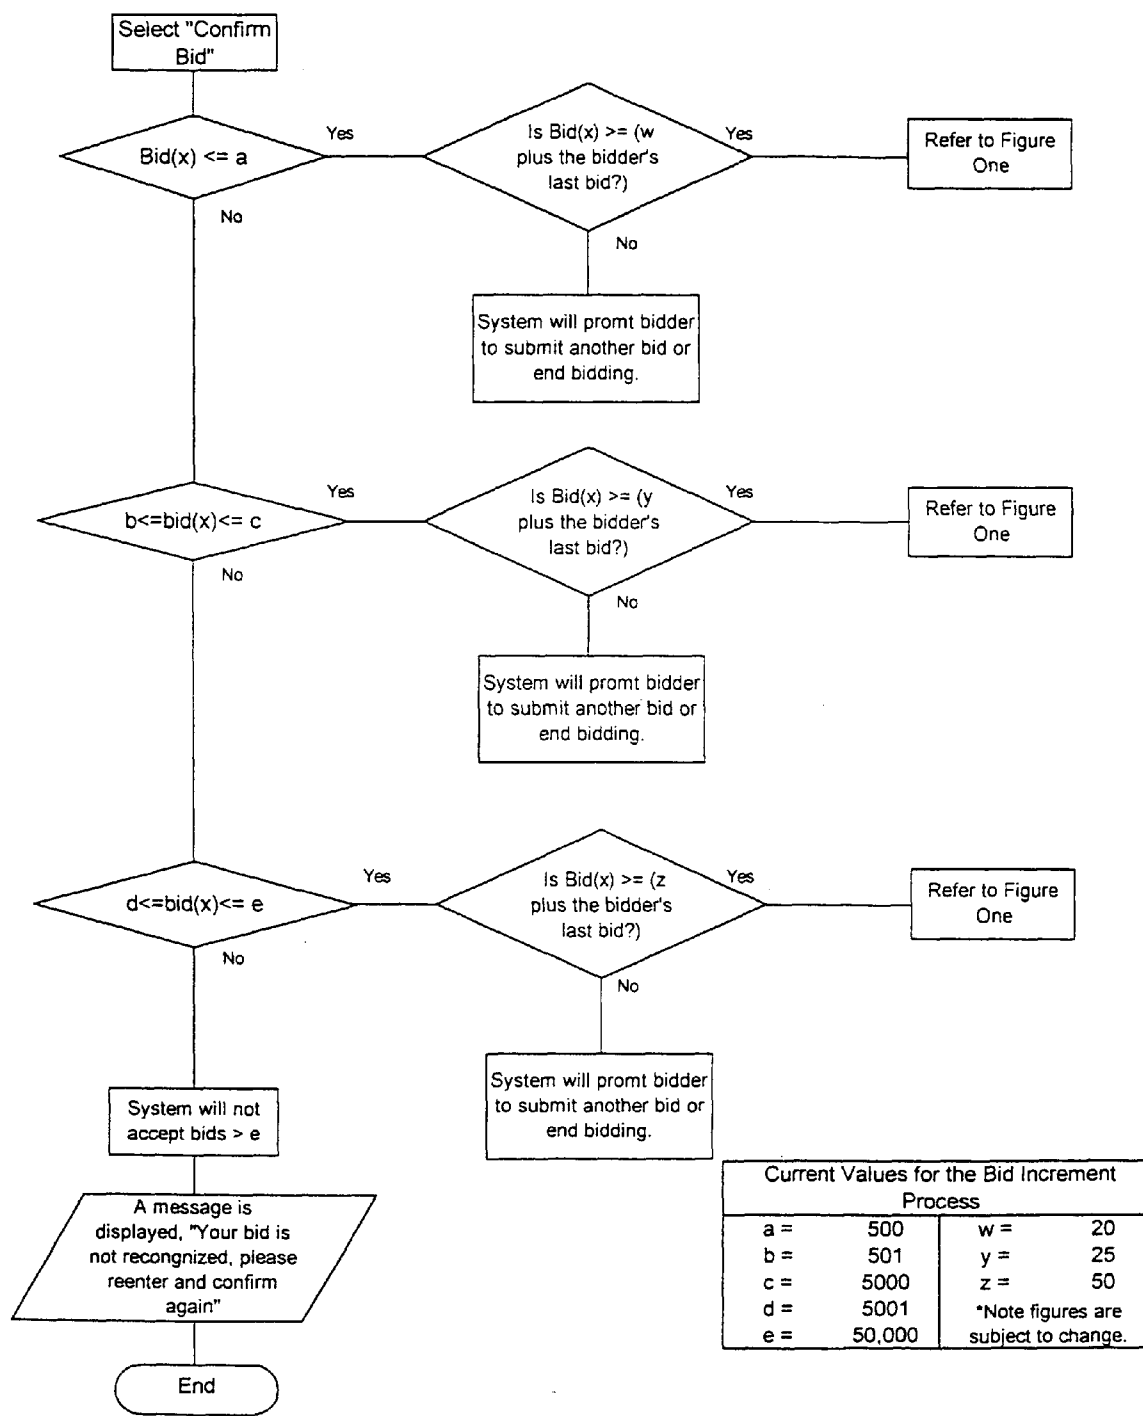 Select "Confirm
Bid"
Bid(x) <= a
Yes
Is Bid(x) >= (w
plus the bidder's
last bid?)
Yes
Refer to Figure
One
No
No
System will promt bidder
to submit another bid or
end bidding.
b<=bid(x)<= c
Yes
Is Bid(x) >= (y
plus the bidder's
last bid?)
Yes
Refer to Figure
One
No
No
System will promt bidder
to submit another bid or
end bidding.
d<=bid(x)<= e
Yes
Is Bid(x) >= (z
plus the bidder's
last bid?)
Yes
Refer to Figure
One
No
No
System will promt bidder
to submit another bid or
end bidding.
System will not
accept bids > e
A message is
displayed, "Your bid is
not recongnized, please
reenter and confirm
again"
End
Current Values for the Bid Increment
Process
a = 500 w = 20
b = 501 y = 25
c = 5000 z = 50
d = 5001 *Note figures are
e = 50,000 subject to change.